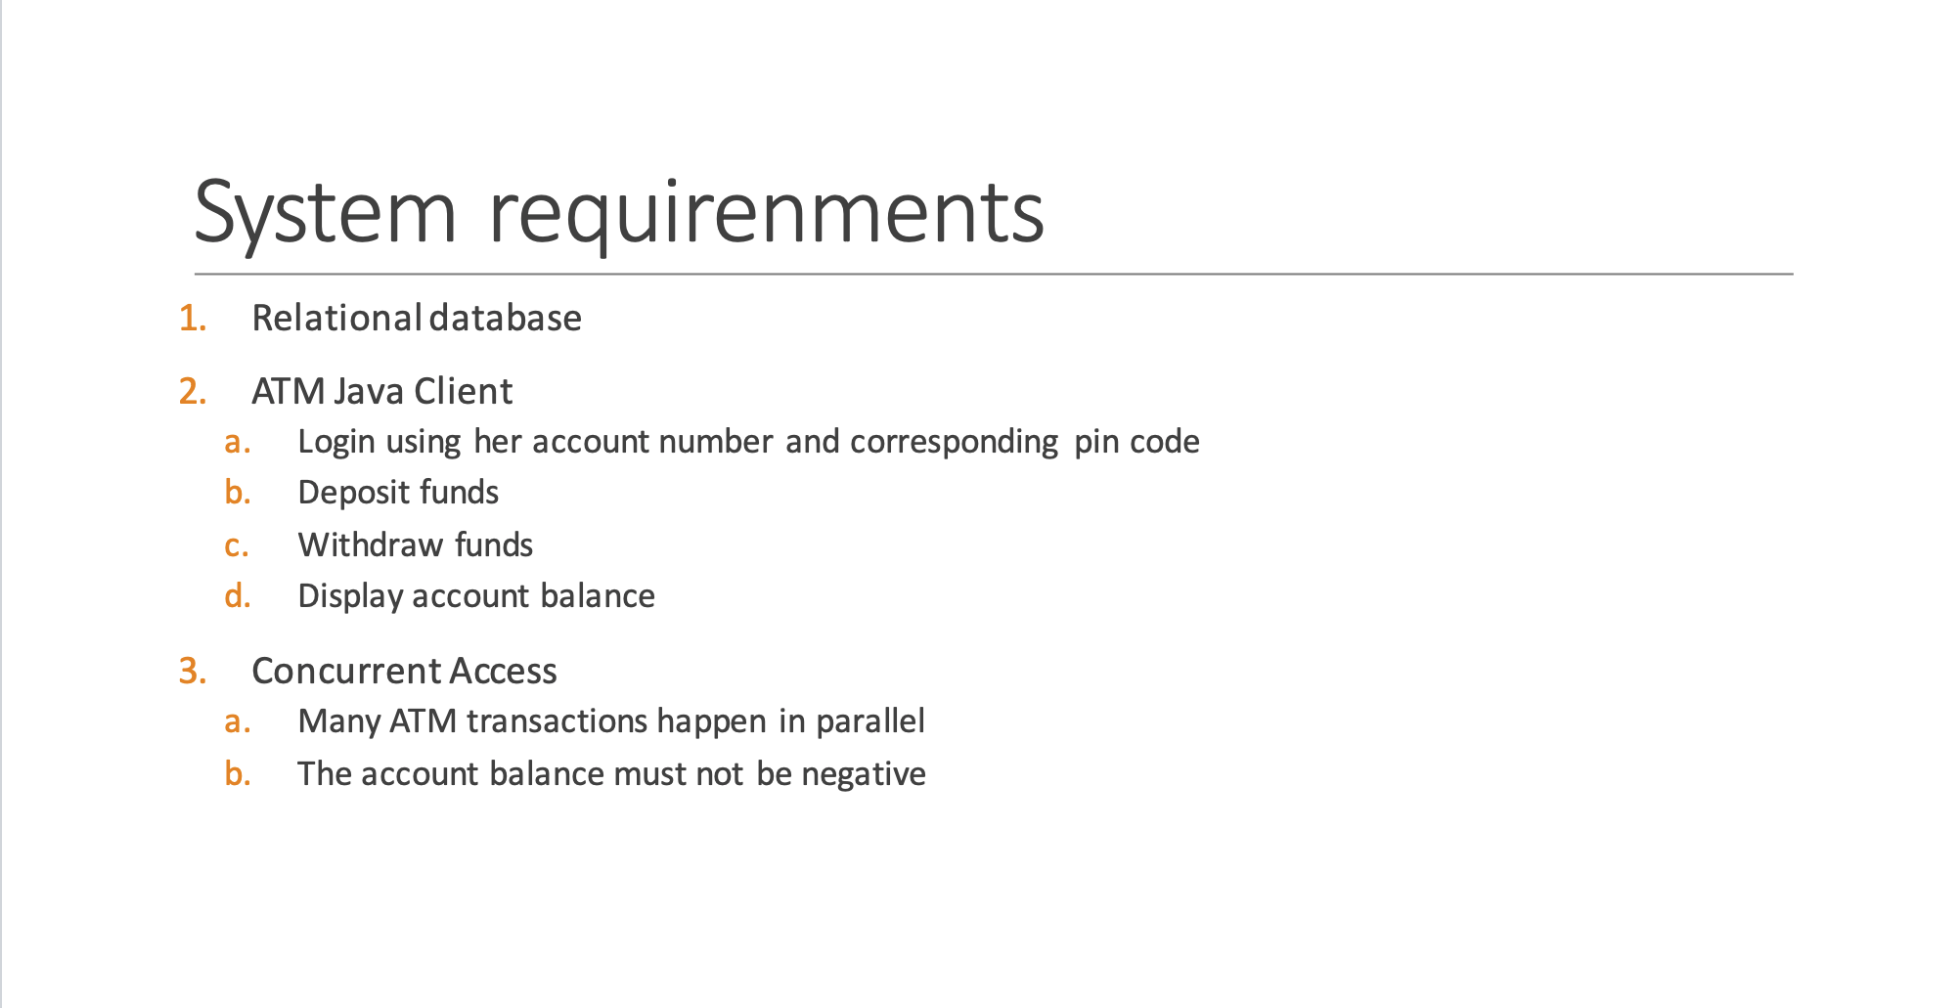 System requirenments
1. Relational database
2. ATM Java Client
a. Login using her account number and corresponding pin code
b. Deposit funds
c. Withdraw funds
d. Display account balance
3. Concurrent Access
a. Many ATM transactions happen in parallel
b. The account balance must not be negative